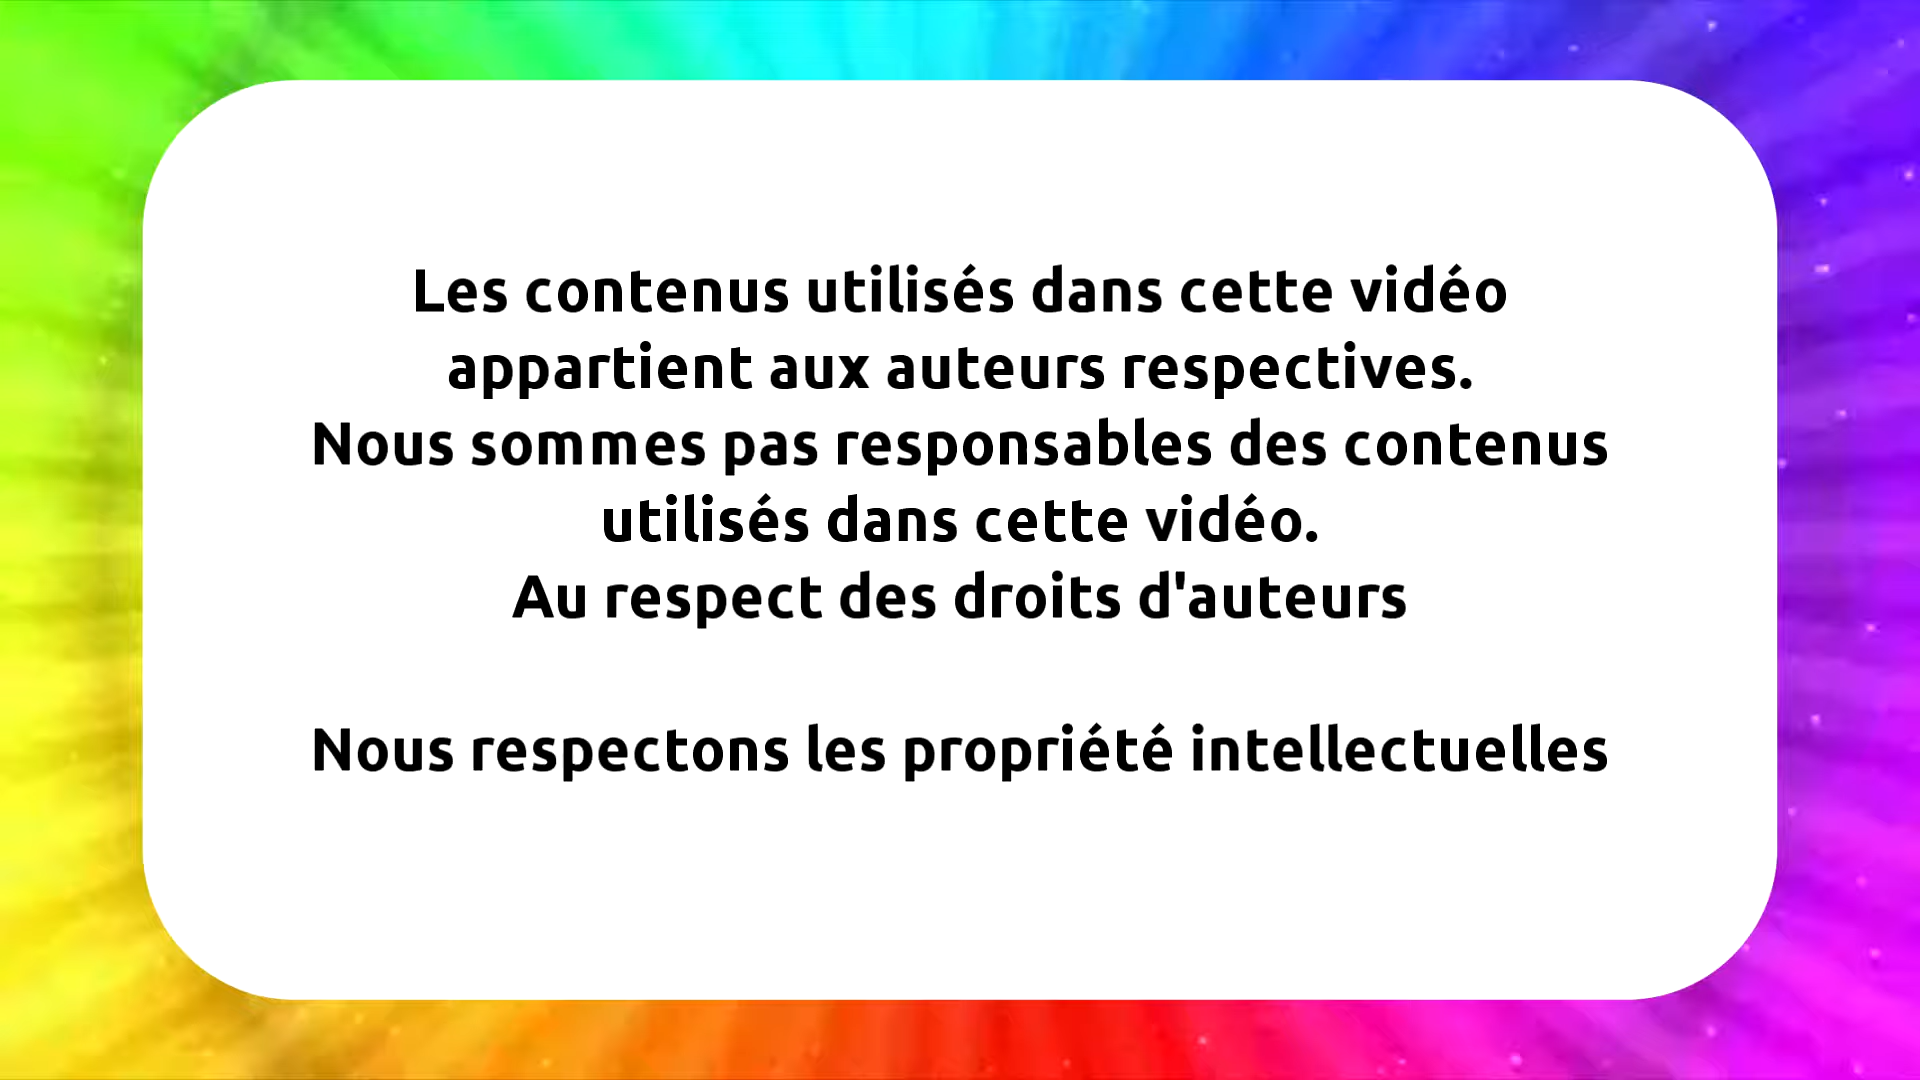 Les contenus utilisés dans cette vidéo
appartient aux auteurs respectives.
Nous sommes pas responsables des contenus
utilisés dans cette vidéo.
Au respect des droits d'auteurs
Nous respectons les propriété intellectuelles